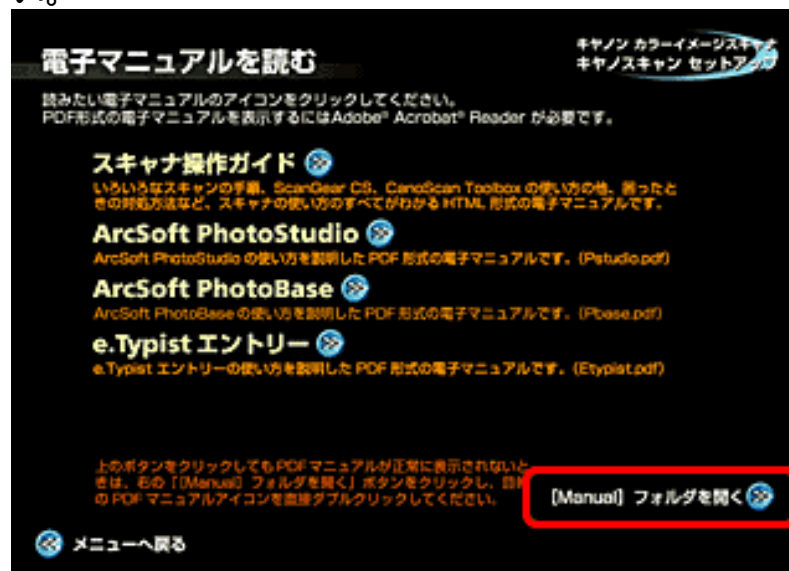 す。
電子マニュアルを読む
キヤノン カラーイメージスキャナ
キヤノスキャン セットアップ
読みたい電子マニュアルのアイコンをクリックしてください。
PDF形式の電子マニュアルを表示するにはAdobe® Acrobat® Reader が必要です。
スキャナ操作ガイド
いろいろなスキャンの手順、ScanGear CS、CanoScan Toolbox の使い方の他、困ったと
きの対処方法など、スキャナの使い方のすべてがわかる HTML 形式の電子マニュアルです。
ArcSoft PhotoStudio
ArcSoft PhotoStudio の使い方を説明した PDF 形式の電子マニュアルです。(Pstudio.pdf)
ArcSoft PhotoBase
ArcSoft PhotoBase の使い方を説明した PDF 形式の電子マニュアルです。(Pbase.pdf)
e.Typist エントリー
e.Typist エントリーの使い方を説明した PDF 形式の電子マニュアルです。(Etypist.pdf)
上のボタンをクリックしても PDF マニュアルが正常に表示されないと
きは、右の「[Manual] フォルダを開く」ボタンをクリックし、目
の PDF マニュアルアイコンを直接ダブルクリックしてください。
[Manual] フォルダを開く
メニューへ戻る